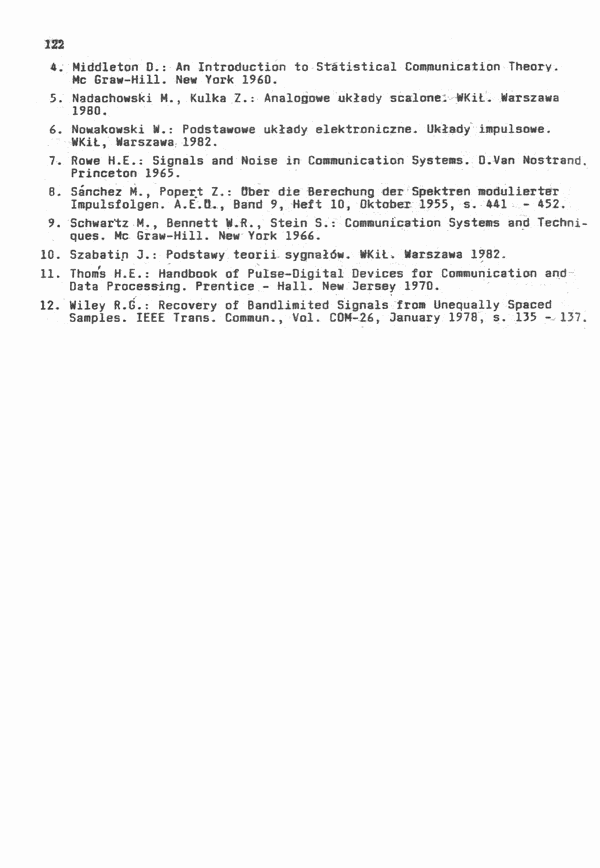 122
4. Middleton D.: An Introduction to Statistical Communication Theory.
Mc Graw-Hill. New York 1960.
5. Nadachowski M., Kulka Z.: Analogowe układy scalone. WKiŁ. Warszawa
1980.
6. Nowakowski W.: Podstawowe układy elektroniczne. Układy impulsowe.
WKiŁ, Warszawa 1982.
7. Rowe H.E.: Signals and Noise in Communication Systems. D.Van Nostrand.
Princeton 1965.
8. Sánchez M., Popert Z.: Über die Berechung der Spektren modulierter
Impulsfolgen. A.E.Ü., Band 9, Heft 10, Oktober 1955, s. 441 - 452.
9. Schwartz M., Bennett W.R., Stein S.: Communication Systems and Techni-
ques. Mc Graw-Hill. New York 1966.
10. Szabatin J.: Podstawy teorii sygnałów. WKiŁ. Warszawa 1982.
11. Thoms H.E.: Handbook of Pulse-Digital Devices for Communication and
Data Processing. Prentice - Hall. New Jersey 1970.
12. Wiley R.G.: Recovery of Bandlimited Signals from Unequally Spaced
Samples. IEEE Trans. Commun., Vol. COM-26, January 1978, s. 135 - 137.